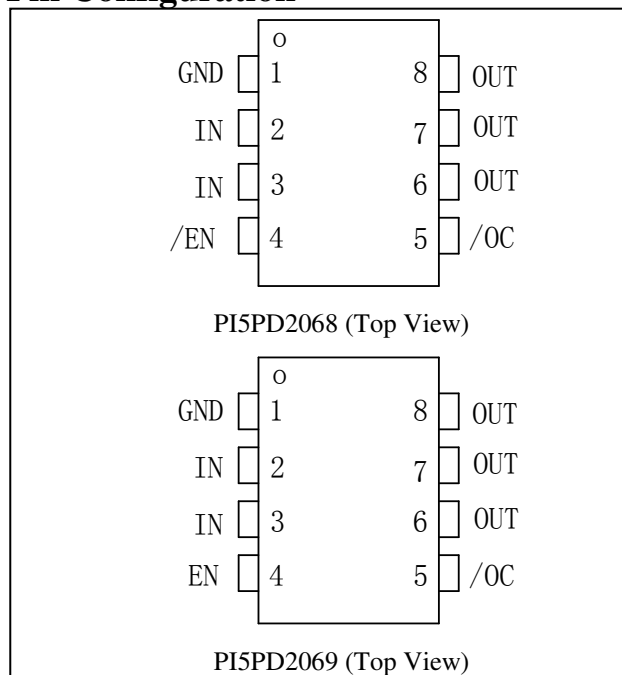 Pin Configuration
o
GND 1 8 OUT
IN 2 7 OUT
IN 3 6 OUT
/EN 4 5 /OC
PI5PD2068 (Top View)
o
GND 1 8 OUT
IN 2 7 OUT
IN 3 6 OUT
EN 4 5 /OC
PI5PD2069 (Top View)